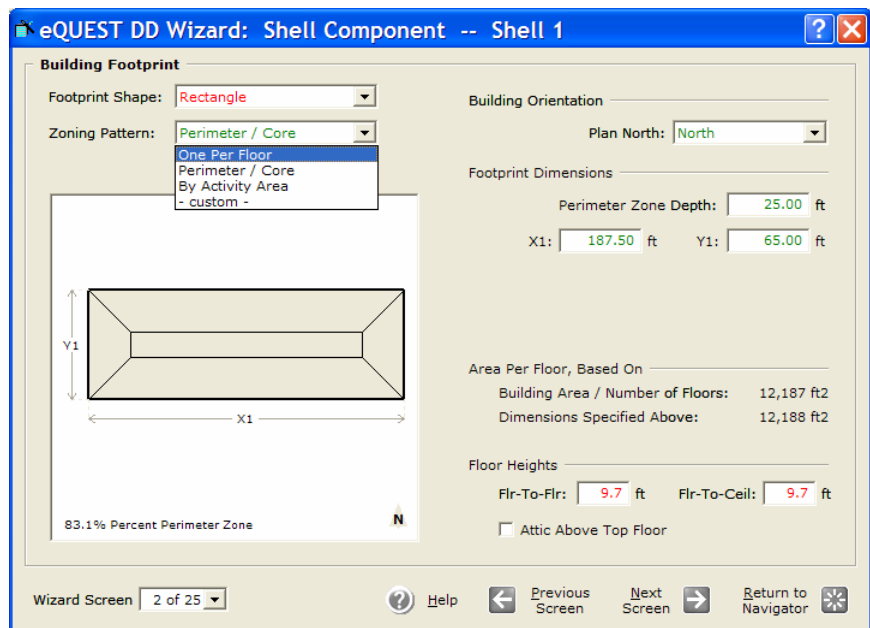 eQUEST DD Wizard: Shell Component -- Shell 1
Building Footprint
Footprint Shape: Rectangle
Zoning Pattern: Perimeter / Core
One Per Floor
Perimeter / Core
By Activity Area
- custom -
Building Orientation
Plan North: North
Footprint Dimensions
Perimeter Zone Depth: 25.00 ft
X1: 187.50 ft Y1: 65.00 ft
Y1
X1
83.1% Percent Perimeter Zone
N
Area Per Floor, Based On
Building Area / Number of Floors: 12,187 ft2
Dimensions Specified Above: 12,188 ft2
Floor Heights
Flr-To-Flr: 9.7 ft Flr-To-Ceil: 9.7 ft
Attic Above Top Floor
Wizard Screen 2 of 25
? Help
Previous Screen
Next Screen
Return to Navigator